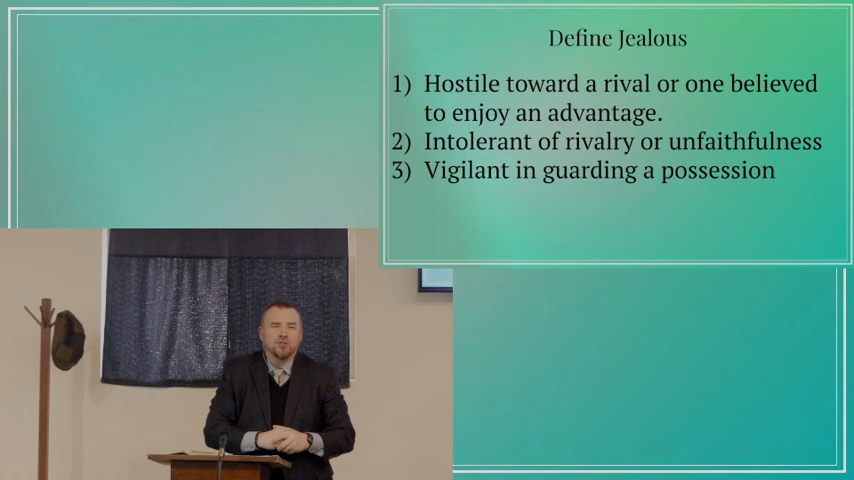 Define Jealous
1) Hostile toward a rival or one believed
to enjoy an advantage.
2) Intolerant of rivalry or unfaithfulness
3) Vigilant in guarding a possession